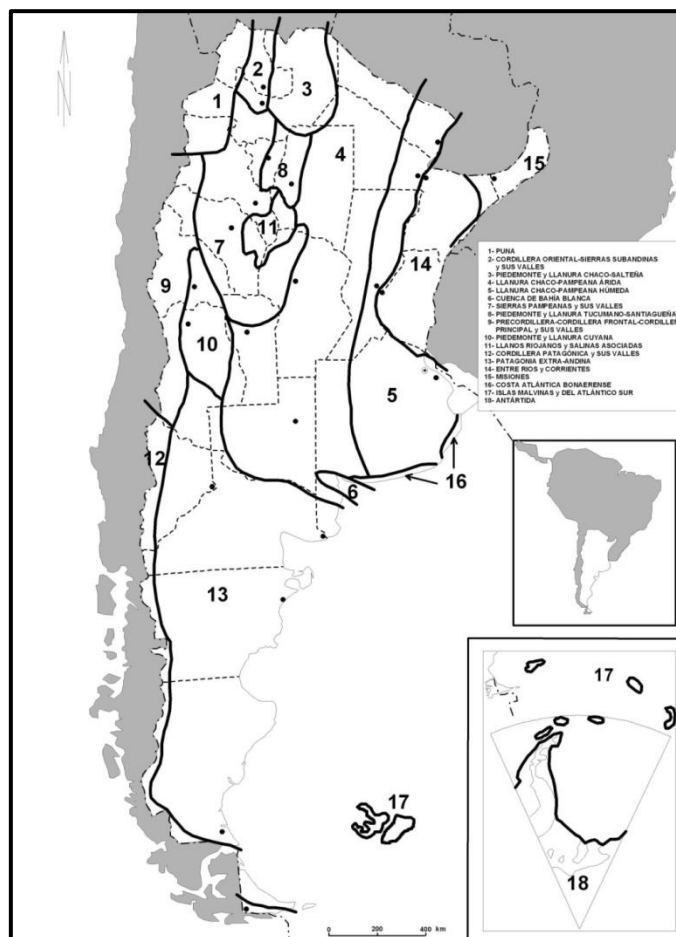 N
1
2
3
4
5
6
7
8
9
10
11
12
13
14
15
16
17
1- PUNA
2- CORDILLERA ORIENTAL-SIERRAS SUBANDINAS
y SUS VALLES
3- PIEDEMONTE y LLANURA CHACO-SALTEÑA
4- LLANURA CHACO-PAMPEANA ÁRIDA
5- LLANURA CHACO-PAMPEANA HÚMEDA
6- CUENCA DE BAHÍA BLANCA
7- SIERRAS PAMPEANAS y SUS VALLES
8- PIEDEMONTE y LLANURA TUCUMANO-SANTIAGUEÑA
9- PRECORDILLERA-CORDILLERA FRONTAL-CORDILLER
PRINCIPAL y SUS VALLES
10- PIEDEMONTE y LLANURA CUYANA
11- LLANOS RIOJANOS y SALINAS ASOCIADAS
12- CORDILLERA PATAGÓNICA y SUS VALLES
13- PATAGONIA EXTRA-ANDINA
14- ENTRE RIOS y CORRIENTES
15- MISIONES
16- COSTA ATLÁNTICA BONAERENSE
17- ISLAS MALVINAS y DEL ATLÁNTICO SUR
18- ANTÁRTIDA
17
18
0 200 400
km